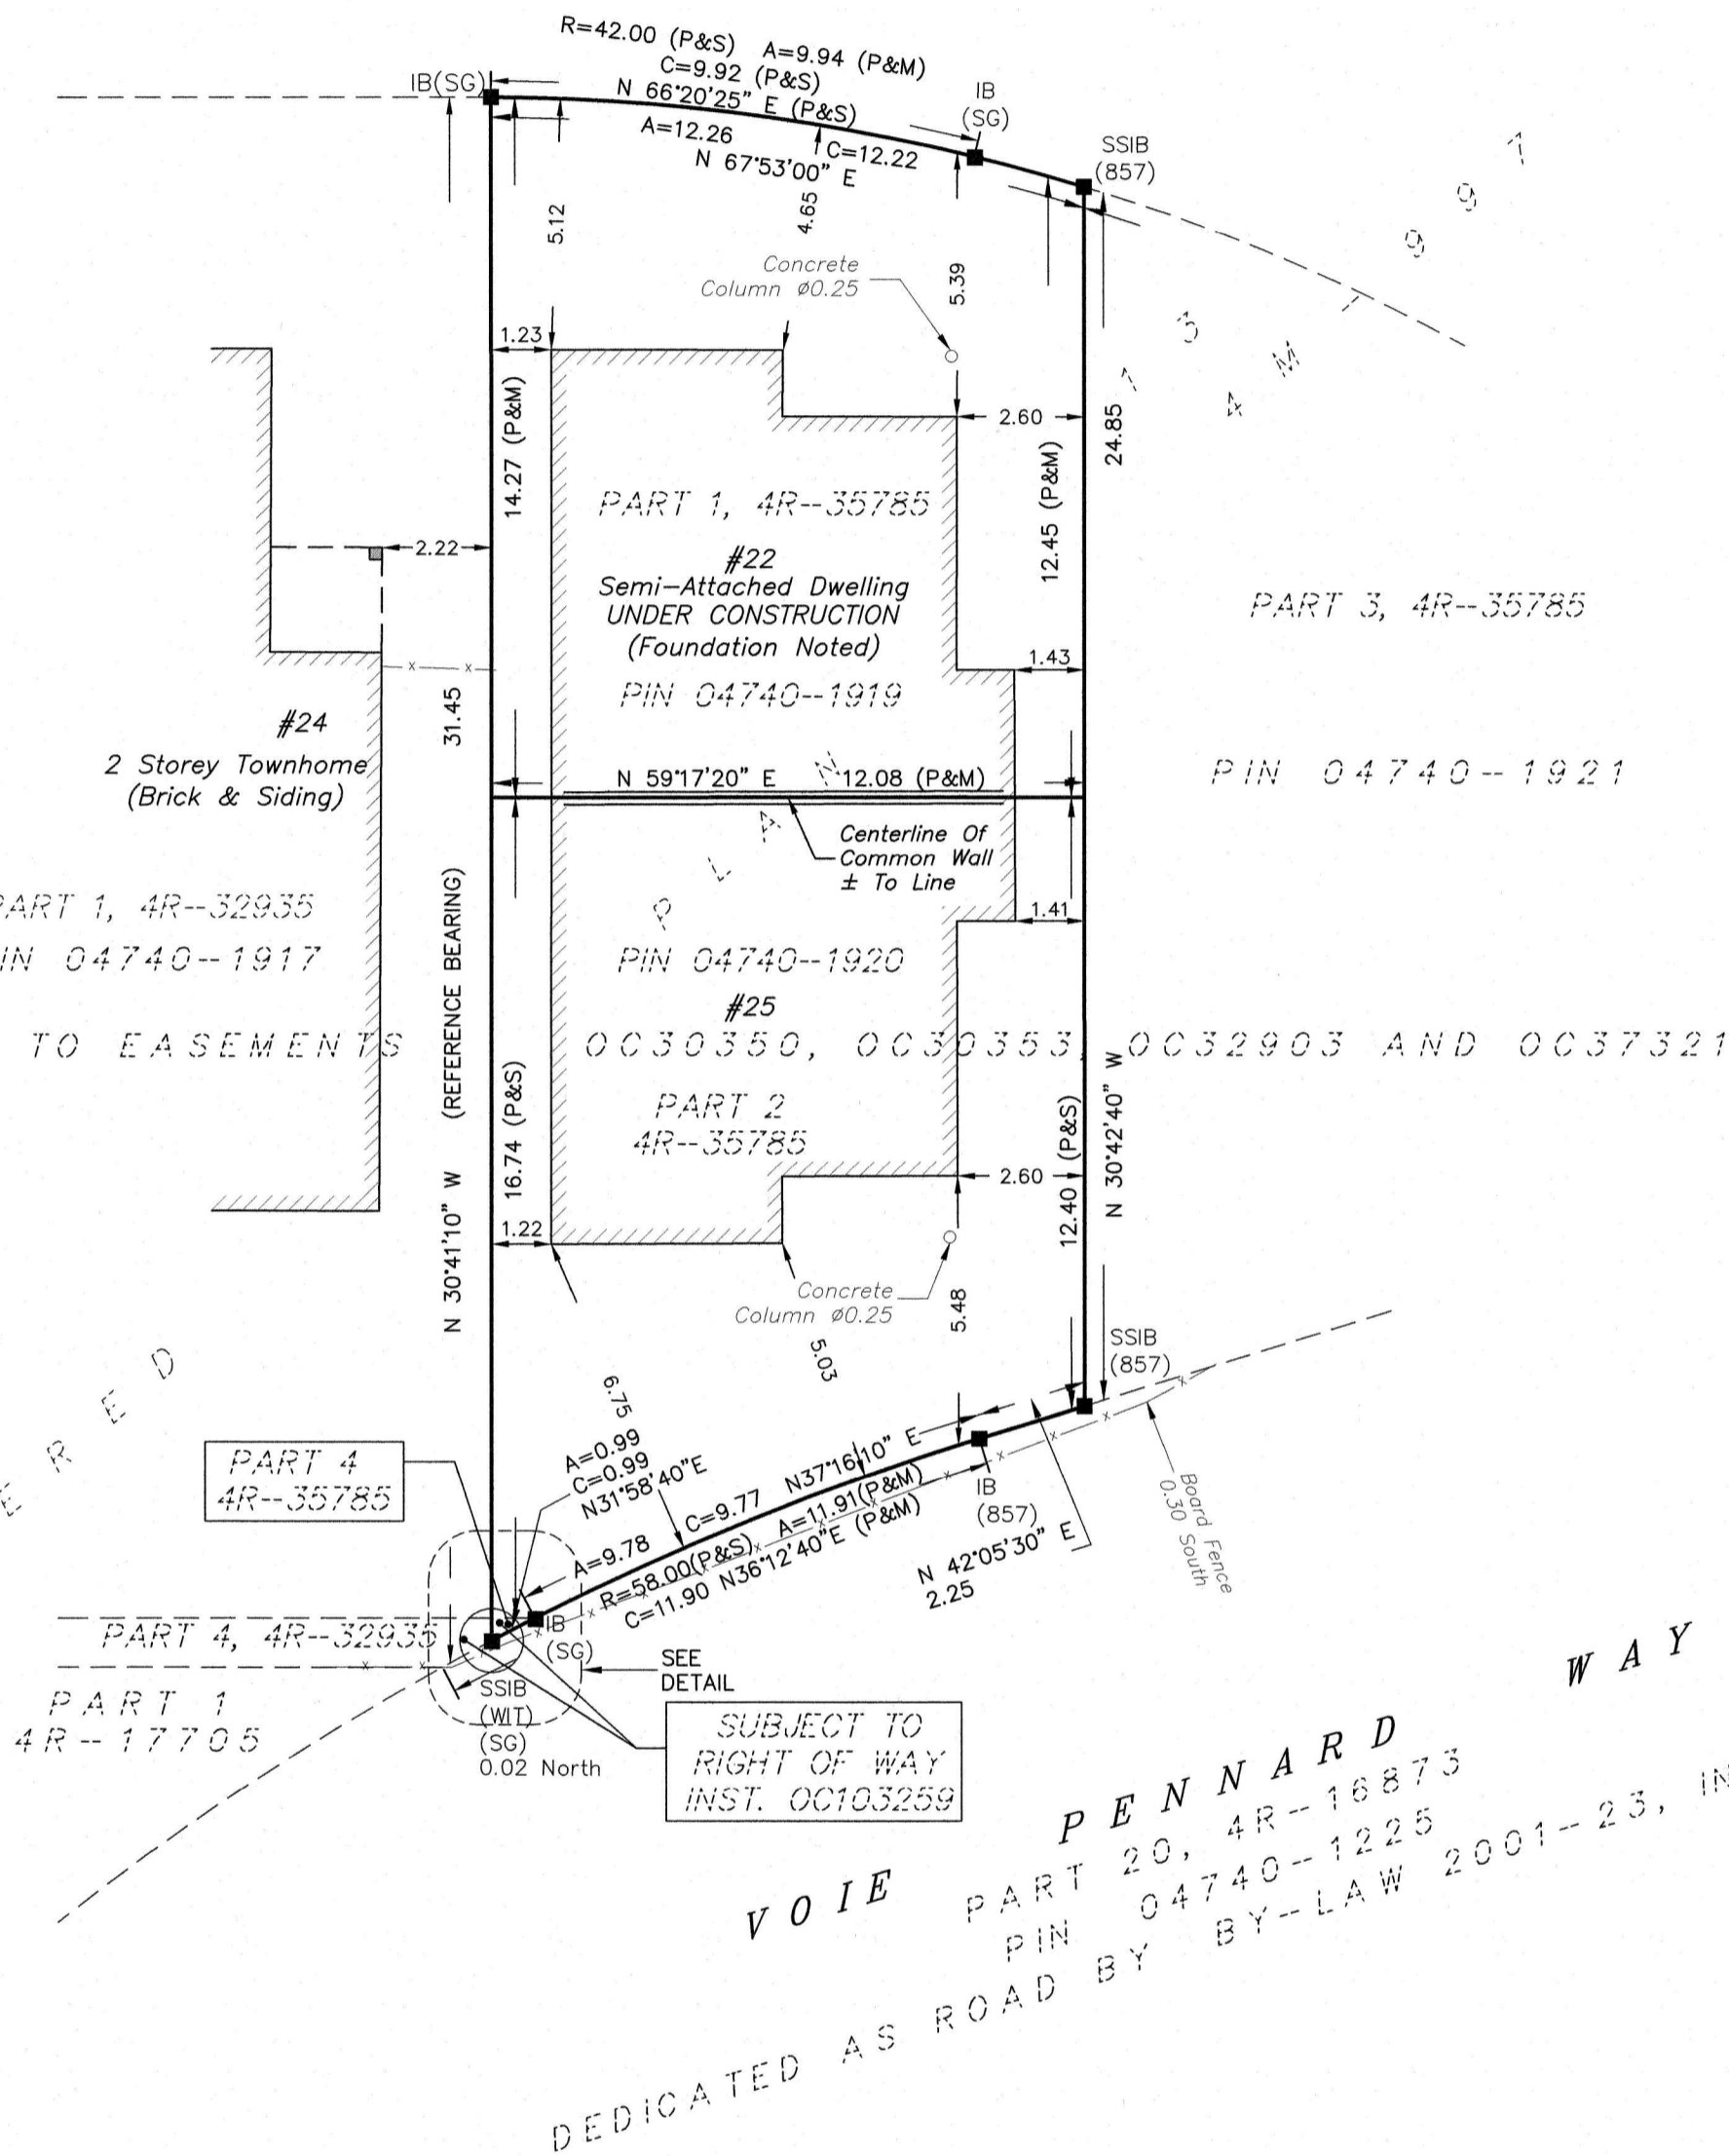 R=42.00 (P&S) A=9.94 (P&M)
C=9.92 (P&S)
N 66°20'25" E (P&S)
A=12.26
C=12.22
N 67°53'00" E
IB(SG)
IB
(SG)
SSIB
(857)
5.12
4.65
5.39
Concrete
Column ø0.25
1.23
14.27 (P&M)
2.60
12.45 (P&M)
24.85
1997
4M-1131
PART 1, 4R-35785
#22
Semi-Attached Dwelling
UNDER CONSTRUCTION
(Foundation Noted)
PIN 04740-1919
2.22
1.43
PART 3, 4R-35785
PIN 04740-1921
31.45
#24
2 Storey Townhome
(Brick & Siding)
N 59°17'20" E 12.08 (P&M)
PLAN
Centerline Of
Common Wall
± To Line
PART 1, 4R-32935
PIN 04740-1917
1.41
PIN 04740-1920
#25
TO EASEMENTS OC30350, OC30353, OC32903 AND OC37321
PART 2
4R-35785
N 30°41'10" W (REFERENCE BEARING)
16.74 (P&S)
12.40 (P&S)
N 30°42'40" W
2.60
1.22
Concrete
Column ø0.25
5.48
5.03
6.75
SSIB
(857)
ERED
PART 4
4R-35785
A=0.99
C=0.99
N31°58'40"E
A=9.78 C=9.77 N37°16'10" E
R=58.00(P&S) A=11.91(P&M)
C=11.90 N36°12'40"E (P&M)
IB
(857)
N 42°05'30" E
2.25
Board Fence
0.30 South
PART 4, 4R-32935
IB
(SG)
SEE
DETAIL
PART 1
4R-17705
SSIB
(WIT)
(SG)
0.02 North
SUBJECT TO
RIGHT OF WAY
INST. OC103259
VOIE PENNARD WAY
PART 20, 4R-16873
PIN 04740-1225
DEDICATED AS ROAD BY BY-LAW 2001-23, IN